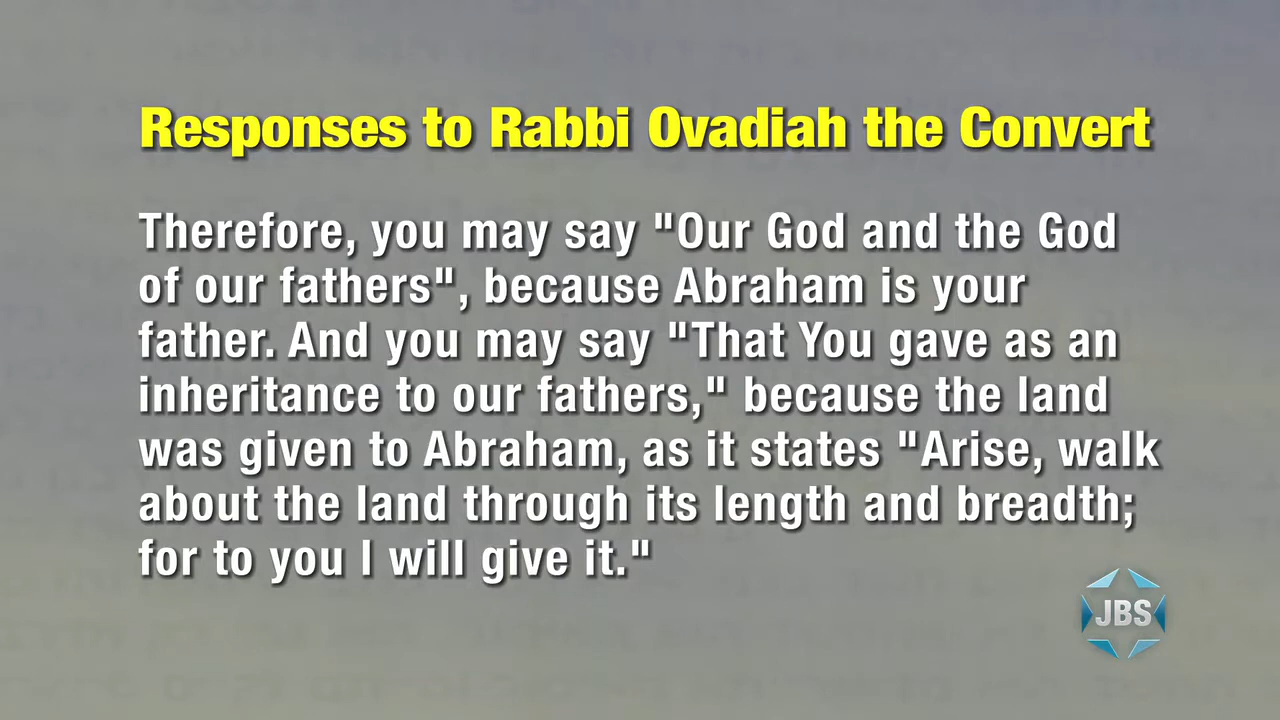 Responses to Rabbi Ovadiah the Convert
Therefore, you may say "Our God and the God
of our fathers", because Abraham is your
father. And you may say "That You gave as an
inheritance to our fathers," because the land
was given to Abraham, as it states "Arise, walk
about the land through its length and breadth;
for to you I will give it."
JBS